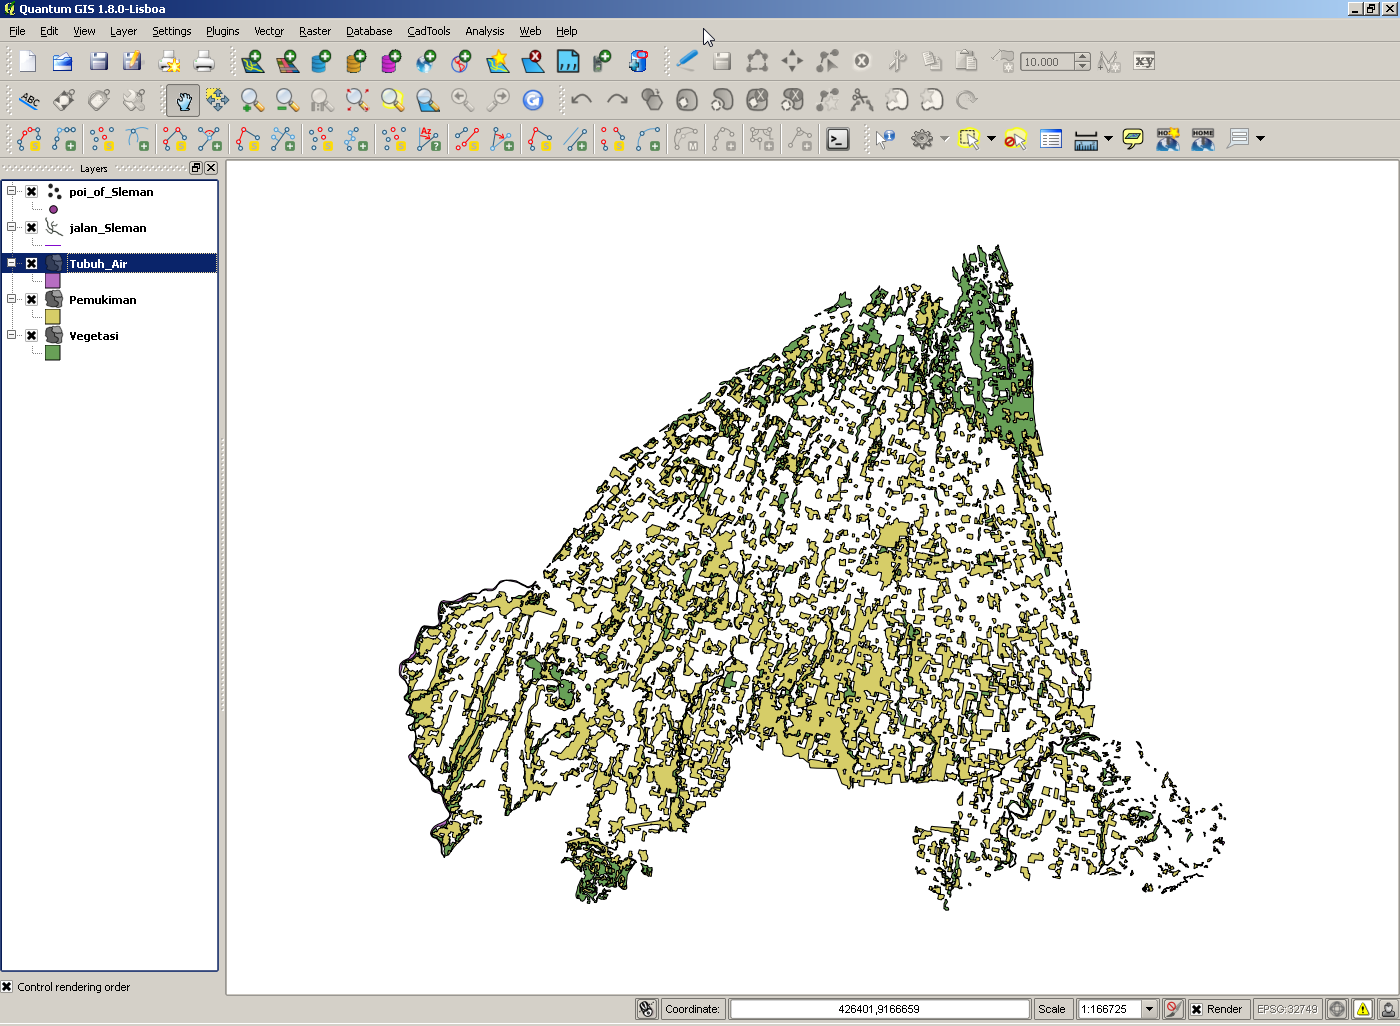 Quantum GIS 1.8.0-Lisboa
File Edit View Layer Settings Plugins Vector Raster Database CadTools Analysis Web Help
10.000
xy
ABC
Layers
poi_of_Sleman
jalan_Sleman
Tubuh_Air
Pemukiman
Vegetasi
Control rendering order
Coordinate: 426401,9166659 Scale 1:166725 Render EPSG:32749